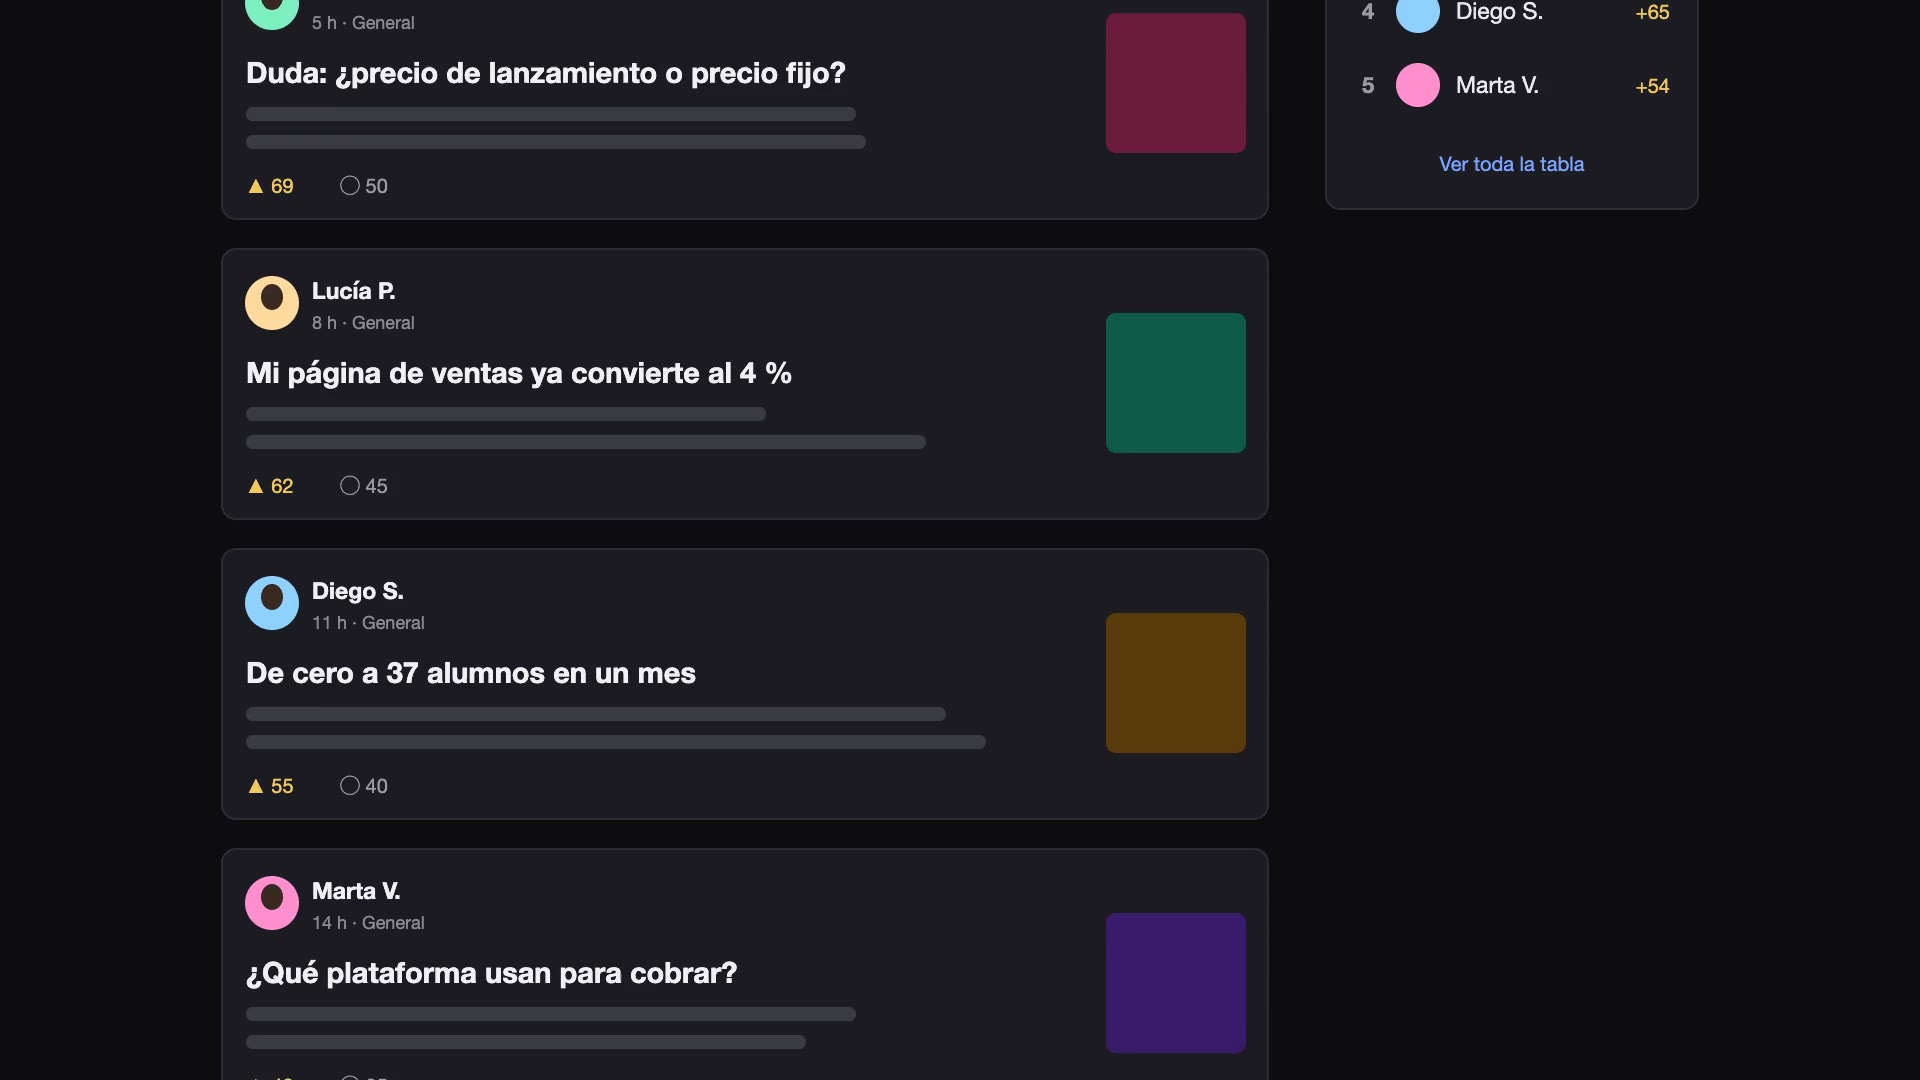 5 h · General
Duda: ¿precio de lanzamiento o precio fijo?
▲ 69 ◯ 50
Lucía P.
8 h · General
Mi página de ventas ya convierte al 4 %
▲ 62 ◯ 45
Diego S.
11 h · General
De cero a 37 alumnos en un mes
▲ 55 ◯ 40
Marta V.
14 h · General
¿Qué plataforma usan para cobrar?
4 Diego S. +65
5 Marta V. +54
Ver toda la tabla